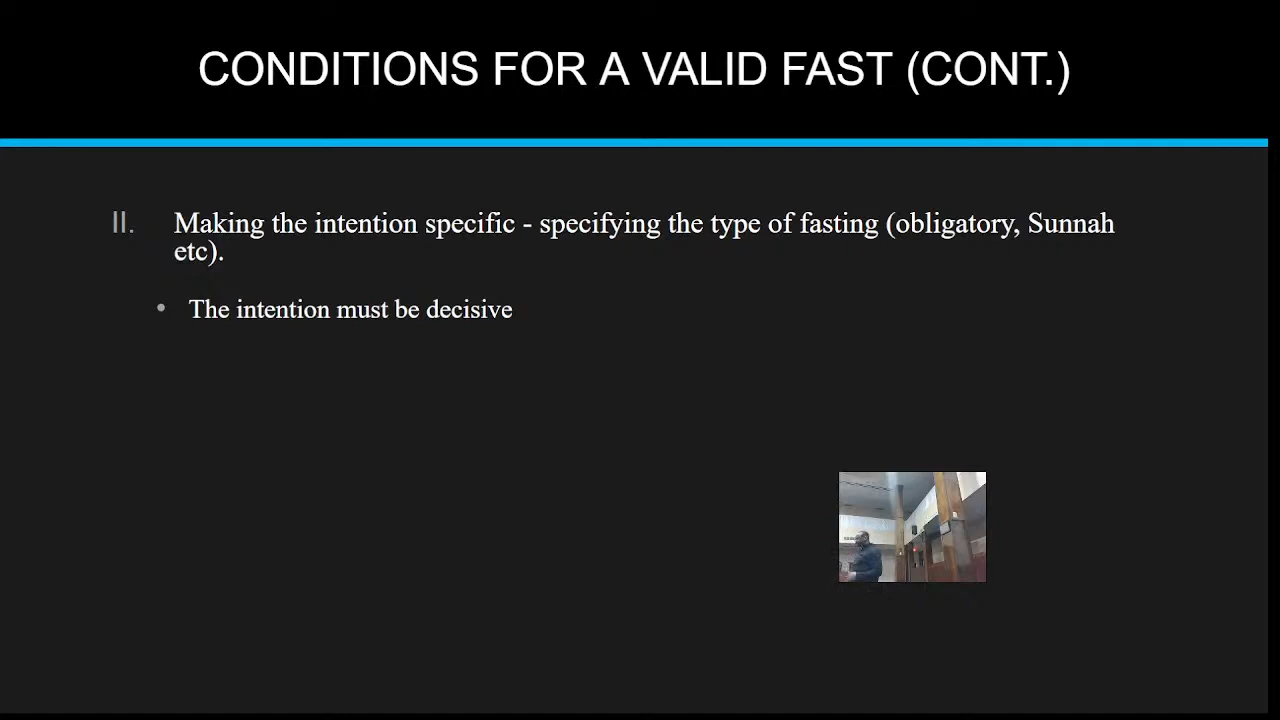 CONDITIONS FOR A VALID FAST (CONT.)
II. Making the intention specific - specifying the type of fasting (obligatory, Sunnah
etc).
• The intention must be decisive